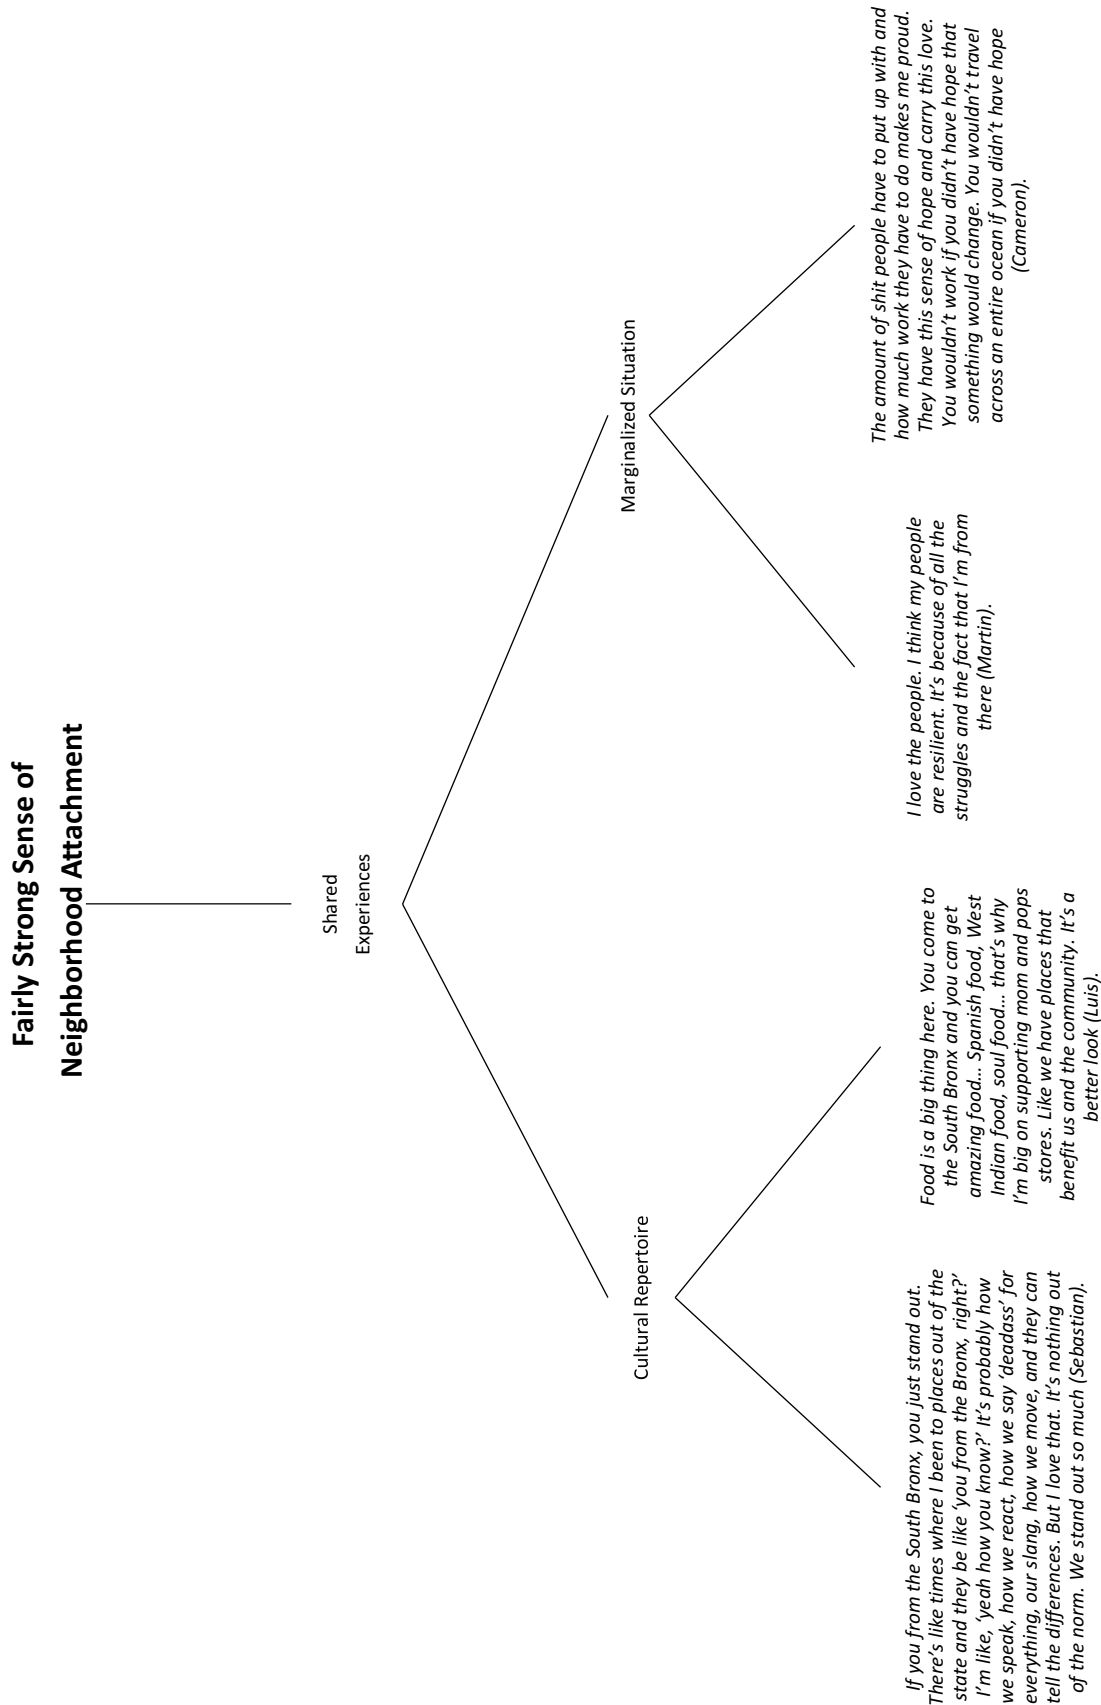 Fairly Strong Sense of
Neighborhood Attachment
Shared
Experiences
Cultural Repertoire
Marginalized Situation
If you from the South Bronx, you just stand out.
There’s like times where I been to places out of the
state and they be like ‘you from the Bronx, right?’
I’m like, ‘yeah how you know?’ It’s probably how
we speak, how we react, how we say ‘deadass’ for
everything, our slang, how we move, and they can
tell the differences. But I love that. It’s nothing out
of the norm. We stand out so much (Sebastian).
Food is a big thing here. You come to
the South Bronx and you can get
amazing food… Spanish food, West
Indian food, soul food… that’s why
I’m big on supporting mom and pops
stores. Like we have places that
benefit us and the community. It’s a
better look (Luis).
I love the people. I think my people
are resilient. It’s because of all the
struggles and the fact that I’m from
there (Martin).
The amount of shit people have to put up with and
how much work they have to do makes me proud.
They have this sense of hope and carry this love.
You wouldn’t work if you didn’t have hope that
something would change. You wouldn’t travel
across an entire ocean if you didn’t have hope
(Cameron).